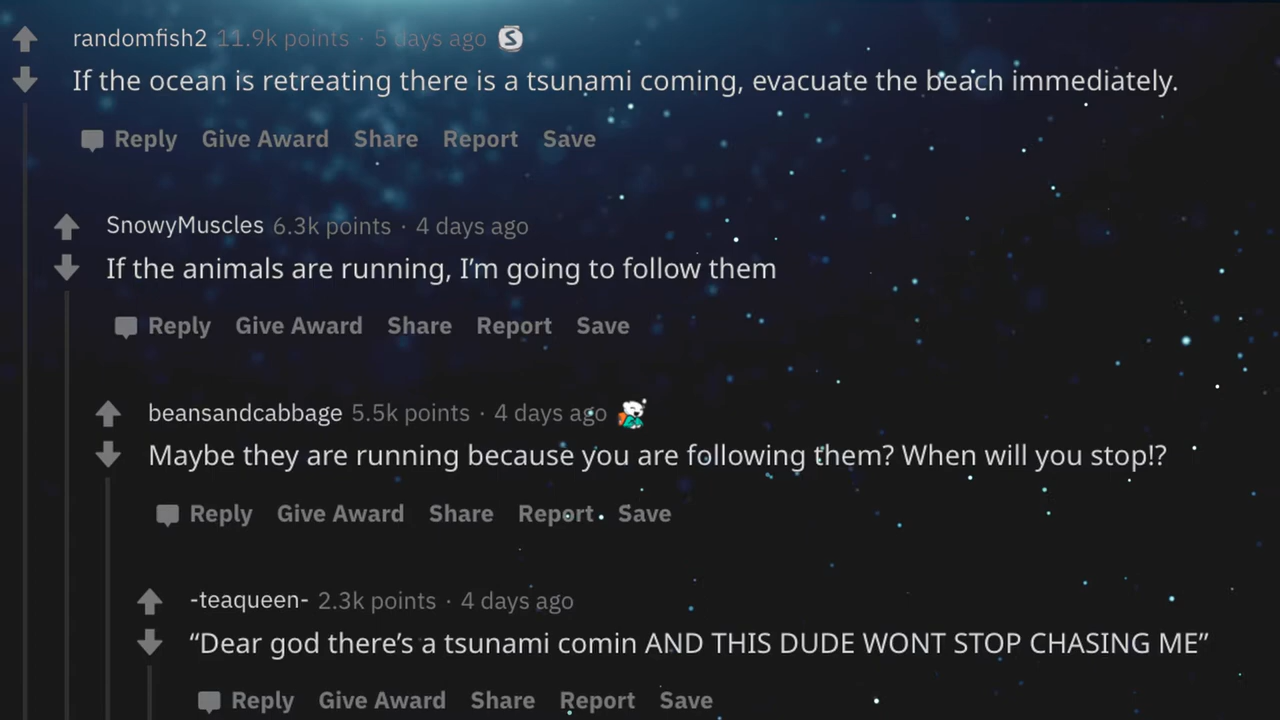 randomfish2 11.9k points · 5 days ago S
If the ocean is retreating there is a tsunami coming, evacuate the beach immediately.
Reply Give Award Share Report Save
SnowyMuscles 6.3k points · 4 days ago
If the animals are running, I’m going to follow them
Reply Give Award Share Report Save
beansandcabbage 5.5k points · 4 days ago
Maybe they are running because you are following them? When will you stop!?
Reply Give Award Share Report Save
-teaqueen- 2.3k points · 4 days ago
“Dear god there’s a tsunami comin AND THIS DUDE WONT STOP CHASING ME”
Reply Give Award Share Report Save